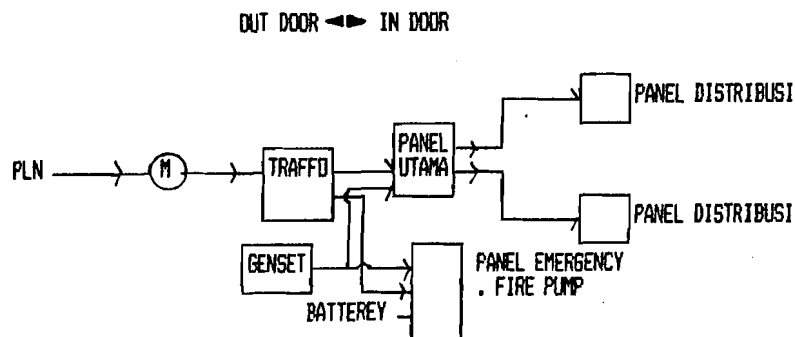 OUT DOOR ◄► IN DOOR
PANEL DISTRIBUSI
PLN
M
TRAFFO
PANEL
UTAMA
PANEL DISTRIBUSI
GENSET
PANEL EMERGENCY
. FIRE PUMP
BATTEREY